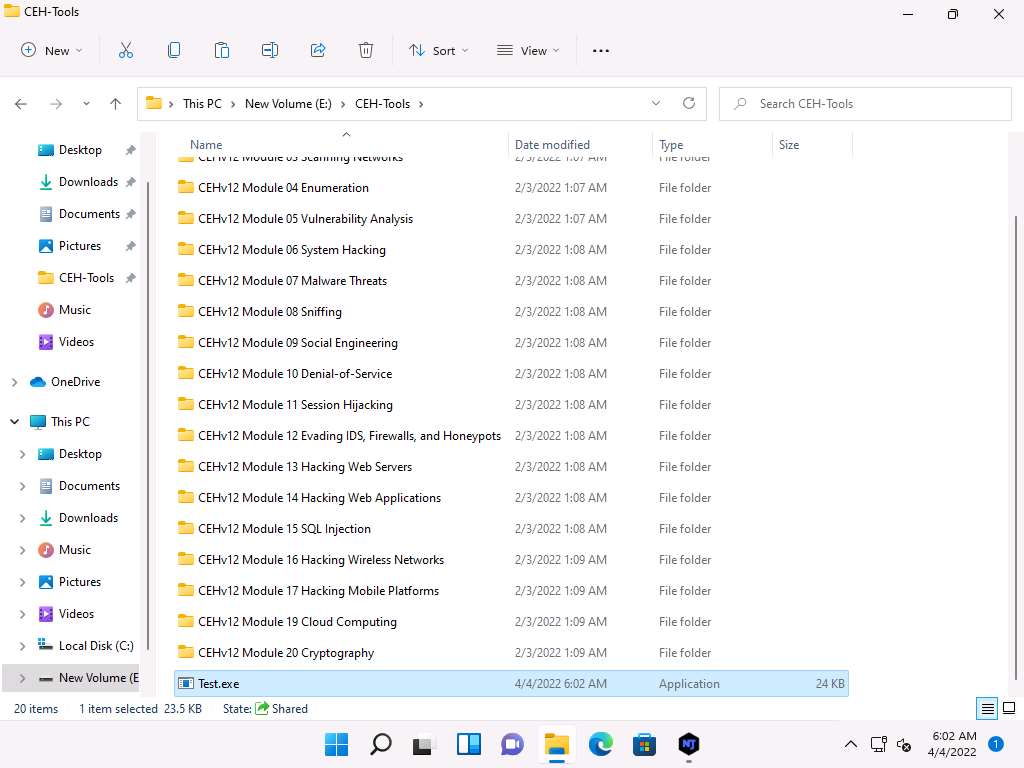 CEH-Tools
New
Sort
View
This PC > New Volume (E:) > CEH-Tools >
Search CEH-Tools
Name Date modified Type Size
Desktop
Downloads
Documents
Pictures
CEH-Tools
Music
Videos
OneDrive
This PC
Desktop
Documents
Downloads
Music
Pictures
Videos
Local Disk (C:)
New Volume (E
CEHv12 Module 03 Scanning Networks 2/3/2022 1:07 AM File folder
CEHv12 Module 04 Enumeration 2/3/2022 1:07 AM File folder
CEHv12 Module 05 Vulnerability Analysis 2/3/2022 1:07 AM File folder
CEHv12 Module 06 System Hacking 2/3/2022 1:08 AM File folder
CEHv12 Module 07 Malware Threats 2/3/2022 1:08 AM File folder
CEHv12 Module 08 Sniffing 2/3/2022 1:08 AM File folder
CEHv12 Module 09 Social Engineering 2/3/2022 1:08 AM File folder
CEHv12 Module 10 Denial-of-Service 2/3/2022 1:08 AM File folder
CEHv12 Module 11 Session Hijacking 2/3/2022 1:08 AM File folder
CEHv12 Module 12 Evading IDS, Firewalls, and Honeypots 2/3/2022 1:08 AM File folder
CEHv12 Module 13 Hacking Web Servers 2/3/2022 1:08 AM File folder
CEHv12 Module 14 Hacking Web Applications 2/3/2022 1:08 AM File folder
CEHv12 Module 15 SQL Injection 2/3/2022 1:08 AM File folder
CEHv12 Module 16 Hacking Wireless Networks 2/3/2022 1:09 AM File folder
CEHv12 Module 17 Hacking Mobile Platforms 2/3/2022 1:09 AM File folder
CEHv12 Module 19 Cloud Computing 2/3/2022 1:09 AM File folder
CEHv12 Module 20 Cryptography 2/3/2022 1:09 AM File folder
Test.exe 4/4/2022 6:02 AM Application 24 KB
20 items 1 item selected 23.5 KB State: Shared
NT
6:02 AM
4/4/2022
1